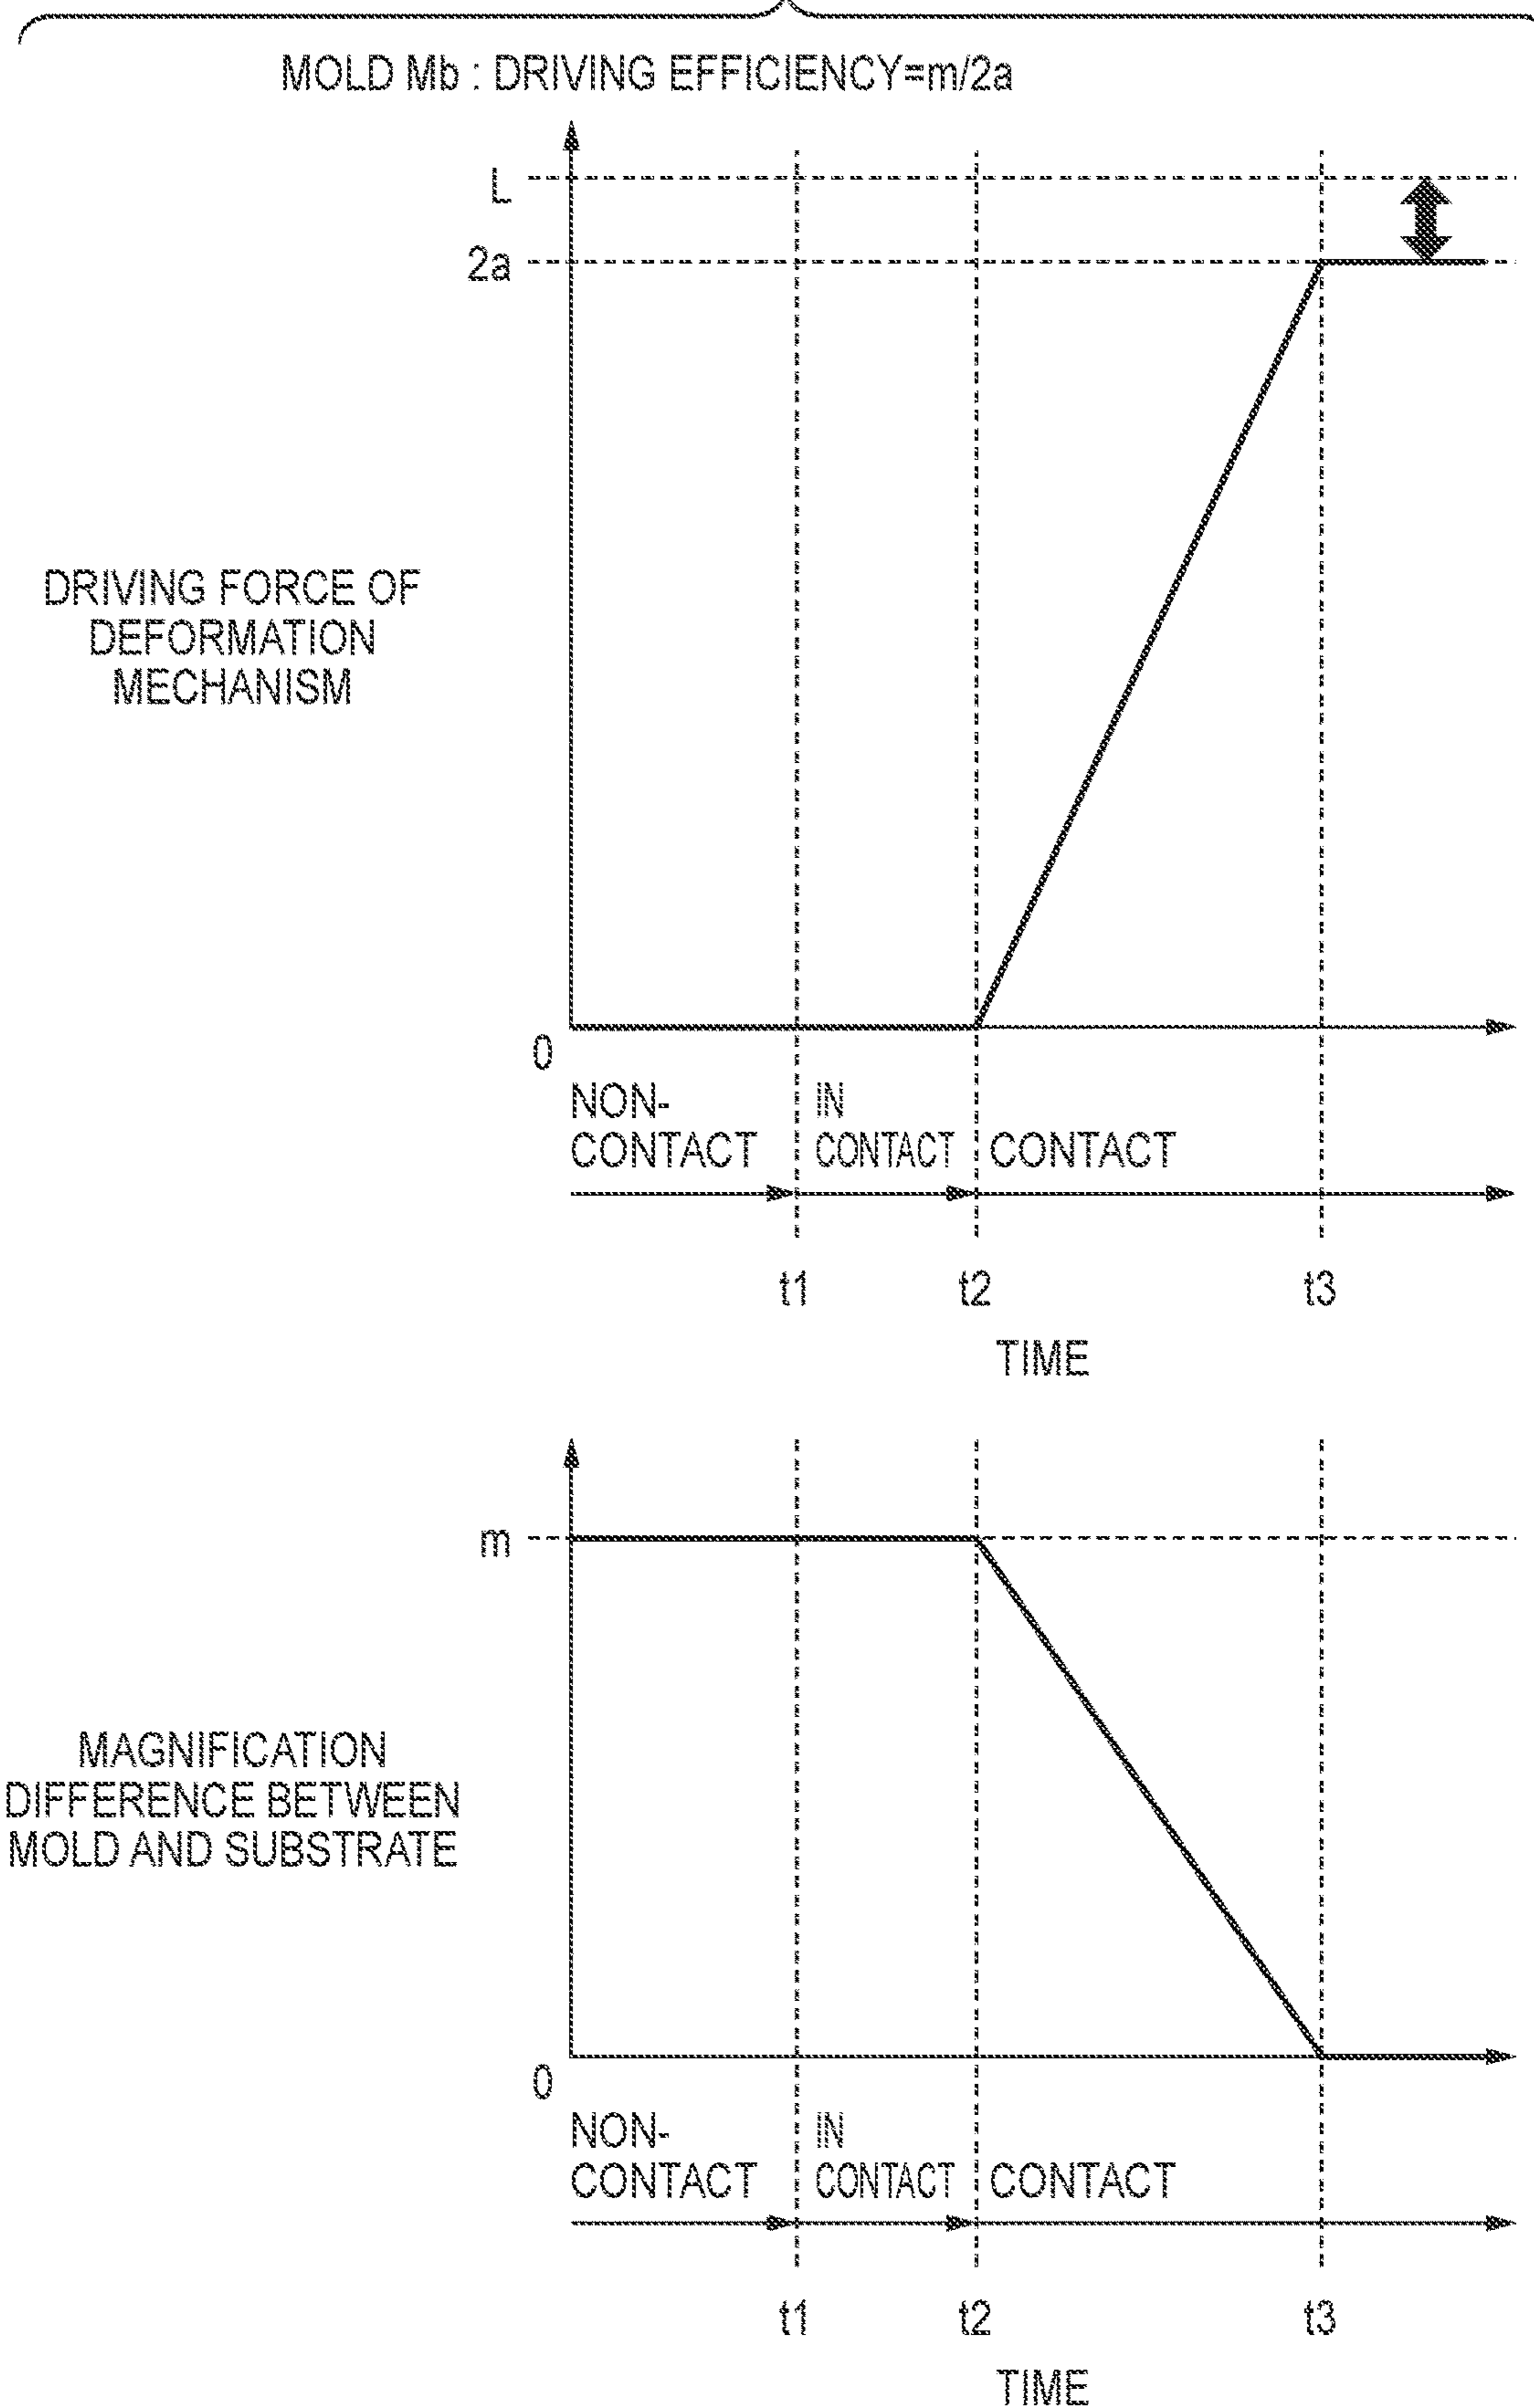 MOLD Mb : DRIVING EFFICIENCY=m/2a
L
2a
DRIVING FORCE OF
DEFORMATION
MECHANISM
0
NON-
CONTACT
IN
CONTACT
CONTACT
t1
t2
t3
TIME
m
MAGNIFICATION
DIFFERENCE BETWEEN
MOLD AND SUBSTRATE
0
NON-
CONTACT
IN
CONTACT
CONTACT
t1
t2
t3
TIME